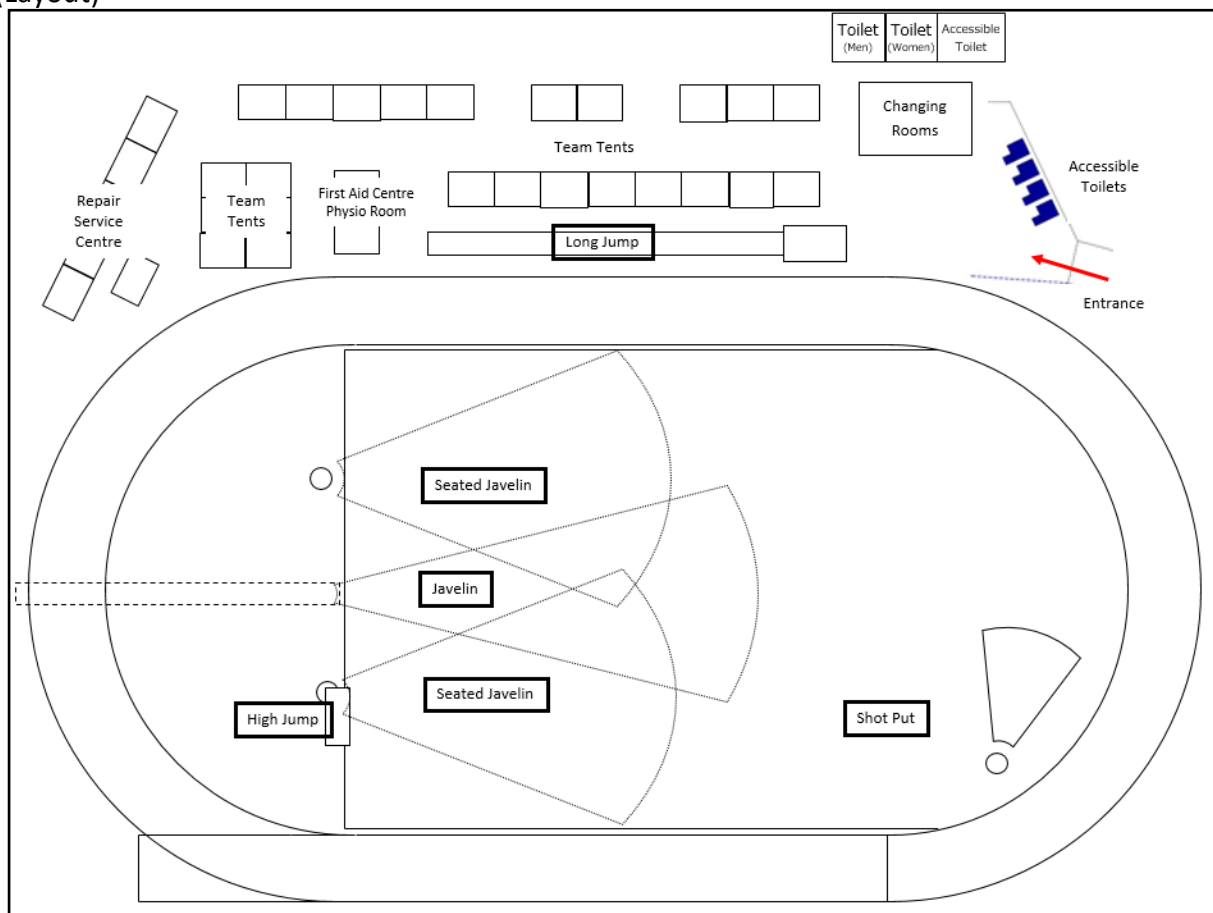 (Layout)
Toilet
(Men)
Toilet
(Women)
Accessible
Toilet
Changing
Rooms
Accessible
Toilets
Team Tents
Repair
Service
Centre
Team
Tents
First Aid Centre
Physio Room
Long Jump
Entrance
Seated Javelin
Javelin
Seated Javelin
High Jump
Shot Put